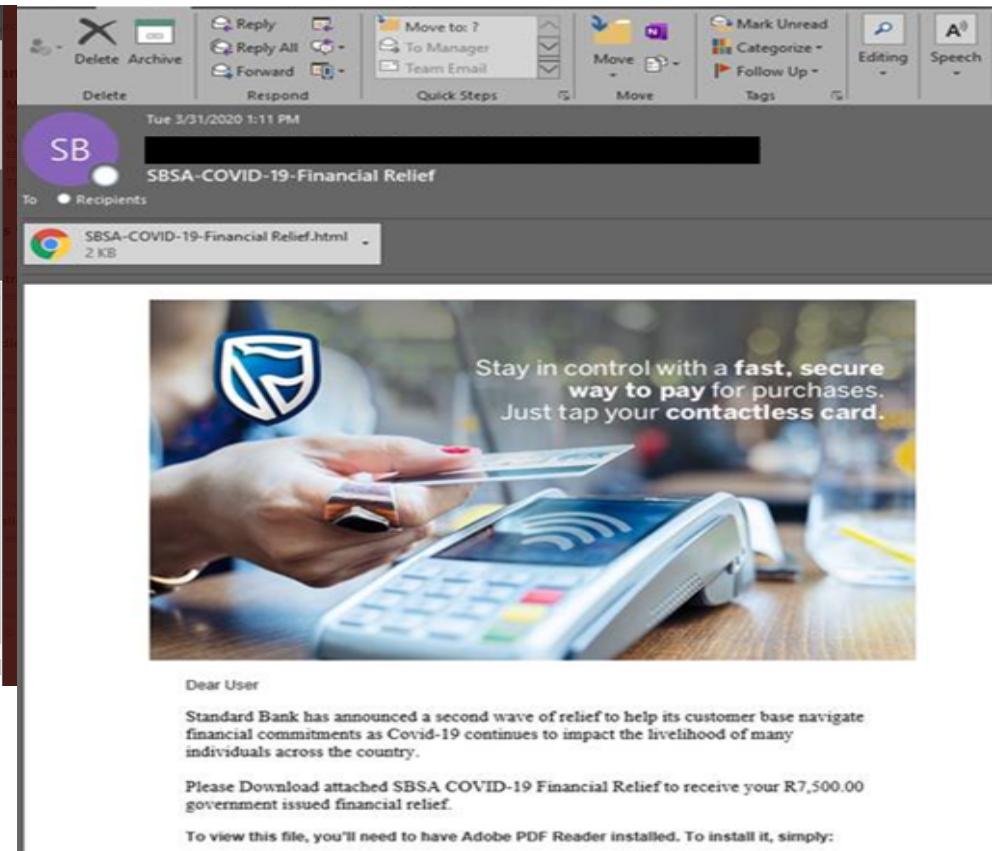 Reply
Mark Unread
Move to: ?
Delete Archive
Reply All
To Manager
Categorize
Move
Editing
Speech
Forward
Team Email
Follow Up
Delete
Respond
Quick Steps
Move
Tags
Tue 3/31/2020 1:11 PM
SB
SBSA-COVID-19-Financial Relief
To Recipients
SBSA-COVID-19-Financial Relief.html
2 KB
Stay in control with a fast, secure
way to pay for purchases.
Just tap your contactless card.
Dear User
Standard Bank has announced a second wave of relief to help its customer base navigate
financial commitments as Covid-19 continues to impact the livelihood of many
individuals across the country.
Please Download attached SBSA COVID-19 Financial Relief to receive your R7,500.00
government issued financial relief.
To view this file, you'll need to have Adobe PDF Reader installed. To install it, simply: